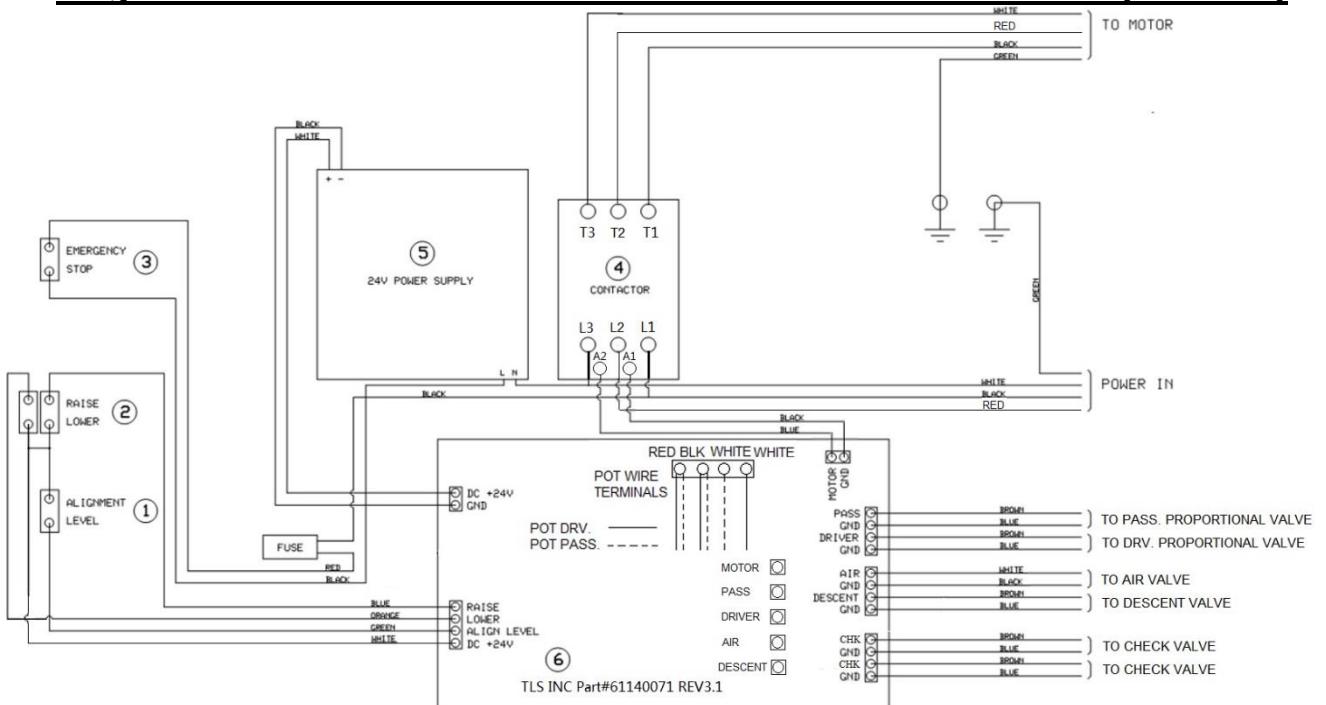 WHITE
RED
BLACK
GREEN
TO MOTOR
BLACK
WHITE
+ -
5
24V POWER SUPPLY
L N
T3 T2 T1
4
CONTACTOR
L3 L2 L1
A2 A1
EMERGENCY
STOP
3
GREEN
RAISE
LOWER
2
BLACK
WHITE
BLACK
RED
POWER IN
BLACK
BLUE
ALIGNMENT
LEVEL
1
FUSE
RED
BLACK
DC +24V
GND
RED BLK WHITE WHITE
POT WIRE
TERMINALS
POT DRV.
POT PASS.
MOTOR
GND
MOTOR
PASS
DRIVER
AIR
DESCENT
BLUE
ORANGE
GREEN
WHITE
RAISE
LOWER
ALIGN LEVEL
DC +24V
6
TLS INC Part#61140071 REV3.1
PASS BROWN
GND BLUE
TO PASS. PROPORTIONAL VALVE
DRIVER BROWN
GND BLUE
TO DRV. PROPORTIONAL VALVE
AIR WHITE
GND BLACK
TO AIR VALVE
DESCENT BROWN
GND BLUE
TO DESCENT VALVE
CHK BROWN
GND BLUE
TO CHECK VALVE
CHK BROWN
GND BLUE
TO CHECK VALVE